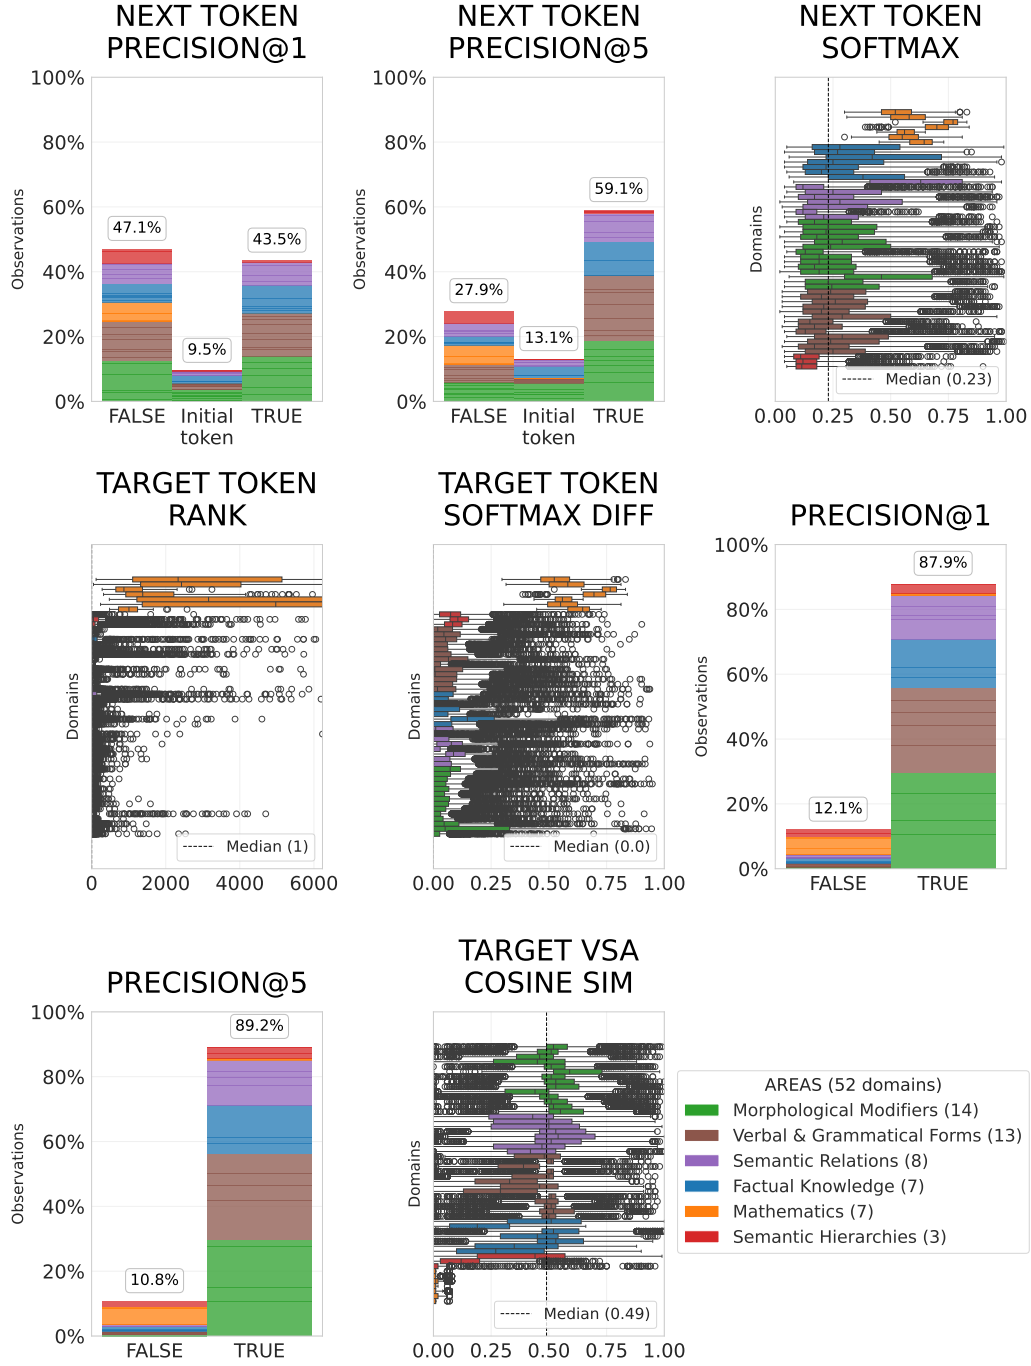 NEXT TOKEN
PRECISION@1
100%
80%
60%
40%
20%
0%
Observations
47.1%
9.5%
43.5%
FALSE
Initial
token
TRUE
NEXT TOKEN
PRECISION@5
100%
80%
60%
40%
20%
0%
Observations
27.9%
13.1%
59.1%
FALSE
Initial
token
TRUE
NEXT TOKEN
SOFTMAX
Domains
Median (0.23)
0.00
0.25
0.50
0.75
1.00
TARGET TOKEN
RANK
Domains
Median (1)
0
2000
4000
6000
TARGET TOKEN
SOFTMAX DIFF
Domains
Median (0.0)
0.00
0.25
0.50
0.75
1.00
PRECISION@1
100%
80%
60%
40%
20%
0%
Observations
12.1%
87.9%
FALSE
TRUE
PRECISION@5
100%
80%
60%
40%
20%
0%
Observations
10.8%
89.2%
FALSE
TRUE
TARGET VSA
COSINE SIM
Domains
Median (0.49)
0.00
0.25
0.50
0.75
1.00
AREAS (52 domains)
Morphological Modifiers (14)
Verbal & Grammatical Forms (13)
Semantic Relations (8)
Factual Knowledge (7)
Mathematics (7)
Semantic Hierarchies (3)